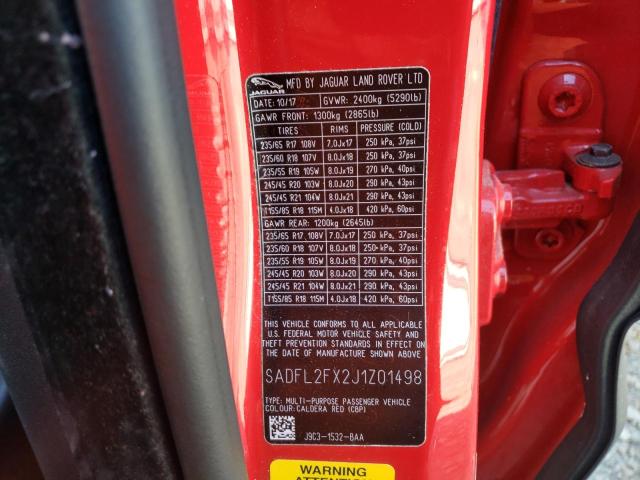 JAGUAR
MFD BY JAGUAR LAND ROVER LTD
DATE: 10/17 GVWR: 2400kg (5290lb)
GAWR FRONT: 1300kg (2865lb)
TIRES RIMS PRESSURE (COLD)
235/65 R17 108V 7.0Jx17 250 kPa, 37psi
235/60 R18 107V 8.0Jx18 250 kPa, 37psi
235/55 R19 105W 8.0Jx19 270 kPa, 40psi
245/45 R20 103W 8.0Jx20 290 kPa, 43psi
245/45 R21 104W 8.0Jx21 290 kPa, 43psi
T155/85 R18 115M 4.0Jx18 420 kPa, 60psi
GAWR REAR: 1200kg (2645lb)
235/65 R17 108V 7.0Jx17 250 kPa, 37psi
235/60 R18 107V 8.0Jx18 250 kPa, 37psi
235/55 R19 105W 8.0Jx19 270 kPa, 40psi
245/45 R20 103W 8.0Jx20 290 kPa, 43psi
245/45 R21 104W 8.0Jx21 290 kPa, 43psi
T155/85 R18 115M 4.0Jx18 420 kPa, 60psi
THIS VEHICLE CONFORMS TO ALL APPLICABLE
U.S. FEDERAL MOTOR VEHICLE SAFETY AND
THEFT PREVENTION STANDARDS IN EFFECT
ON THE DATE OF MANUFACTURE SHOWN ABOVE
SADFL2FX2J1Z01498
TYPE: MULTI-PURPOSE PASSENGER VEHICLE
COLOUR: CALDERA RED (CBP)
J9C3-1532-BAA
WARNING
ATTENTION